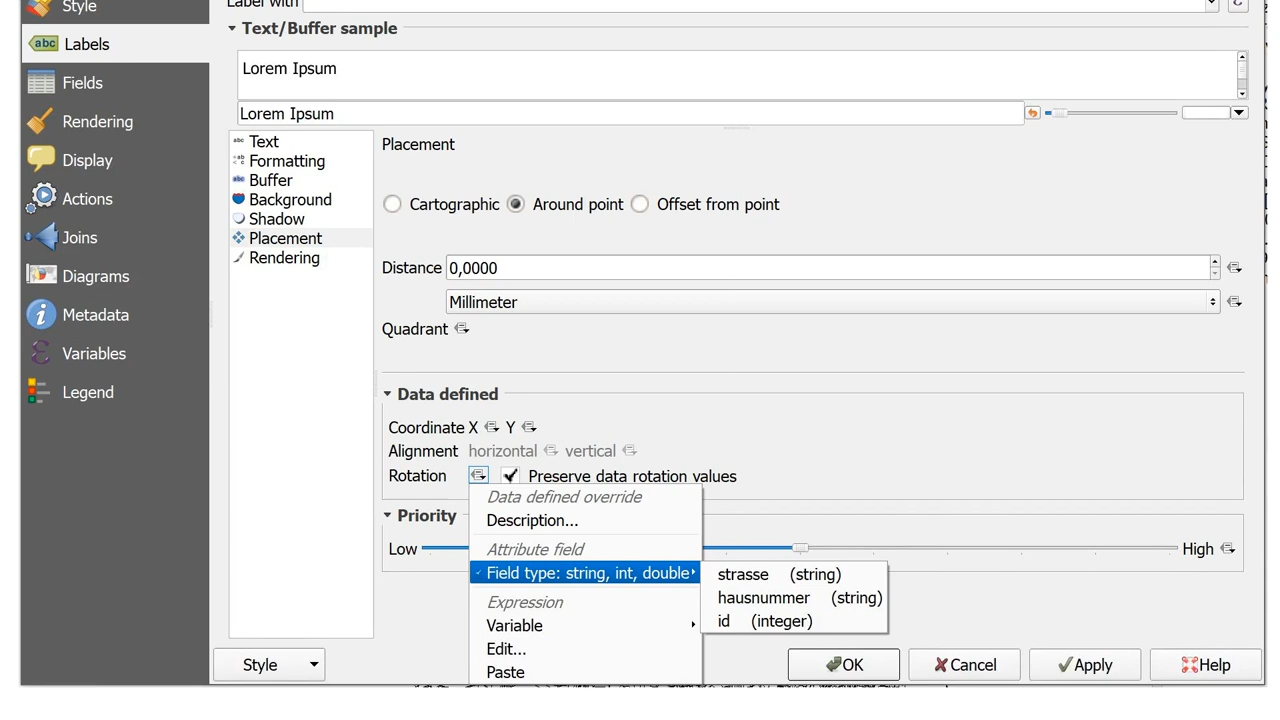 Style
Label with
Text/Buffer sample
Labels
Lorem Ipsum
Fields
Lorem Ipsum
Rendering
Display
Actions
Joins
Diagrams
Metadata
Variables
Legend
Text
Formatting
Buffer
Background
Shadow
Placement
Rendering
Placement
Cartographic Around point Offset from point
Distance 0,0000
Millimeter
Quadrant
Data defined
Coordinate X Y
Alignment horizontal vertical
Rotation Preserve data rotation values
Data defined override
Priority
Description...
Low High
Attribute field
Field type: string, int, double
strasse (string)
hausnummer (string)
id (integer)
Expression
Variable
Edit...
Paste
Style OK Cancel Apply Help